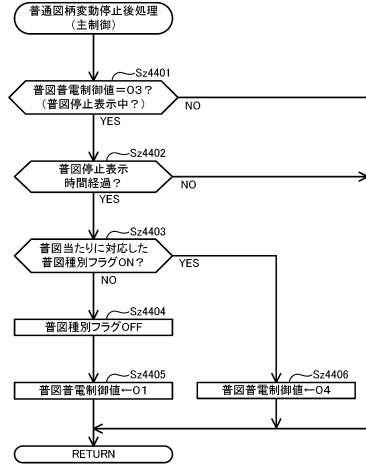 普通図柄変動停止後処理
(主制御)
Sz4401
普図普電制御値=03?
(普図停止表示中?)
NO
YES
Sz4402
普図停止表示
時間経過?
NO
YES
Sz4403
普図当たりに対応した
普図種別フラグON?
YES
NO
Sz4404
普図種別フラグOFF
Sz4405
普図普電制御値←01
Sz4406
普図普電制御値←04
RETURN